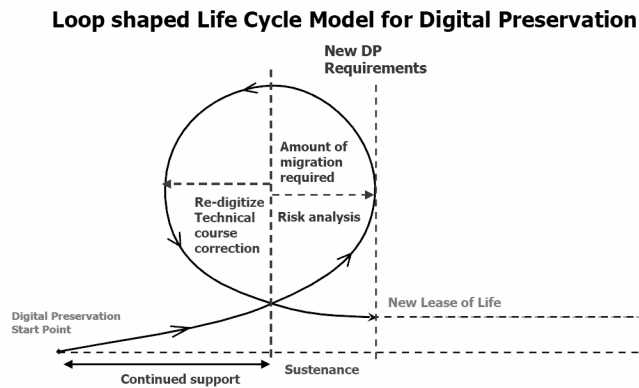 Loop shaped Life Cycle Model for Digital Preservation
New DP
Requirements
Amount of
migration
required
Re-digitize
Technical
course
correction
Risk analysis
New Lease of Life
Digital Preservation
Start Point
Sustenance
Continued support